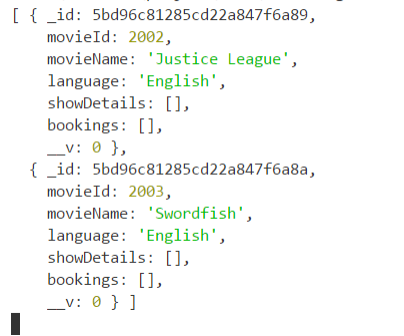 [ { _id: 5bd96c81285cd22a847f6a89,
movieId: 2002,
movieName: 'Justice League',
language: 'English',
showDetails: [],
bookings: [],
__v: 0 },
{ _id: 5bd96c81285cd22a847f6a8a,
movieId: 2003,
movieName: 'Swordfish',
language: 'English',
showDetails: [],
bookings: [],
__v: 0 } ]